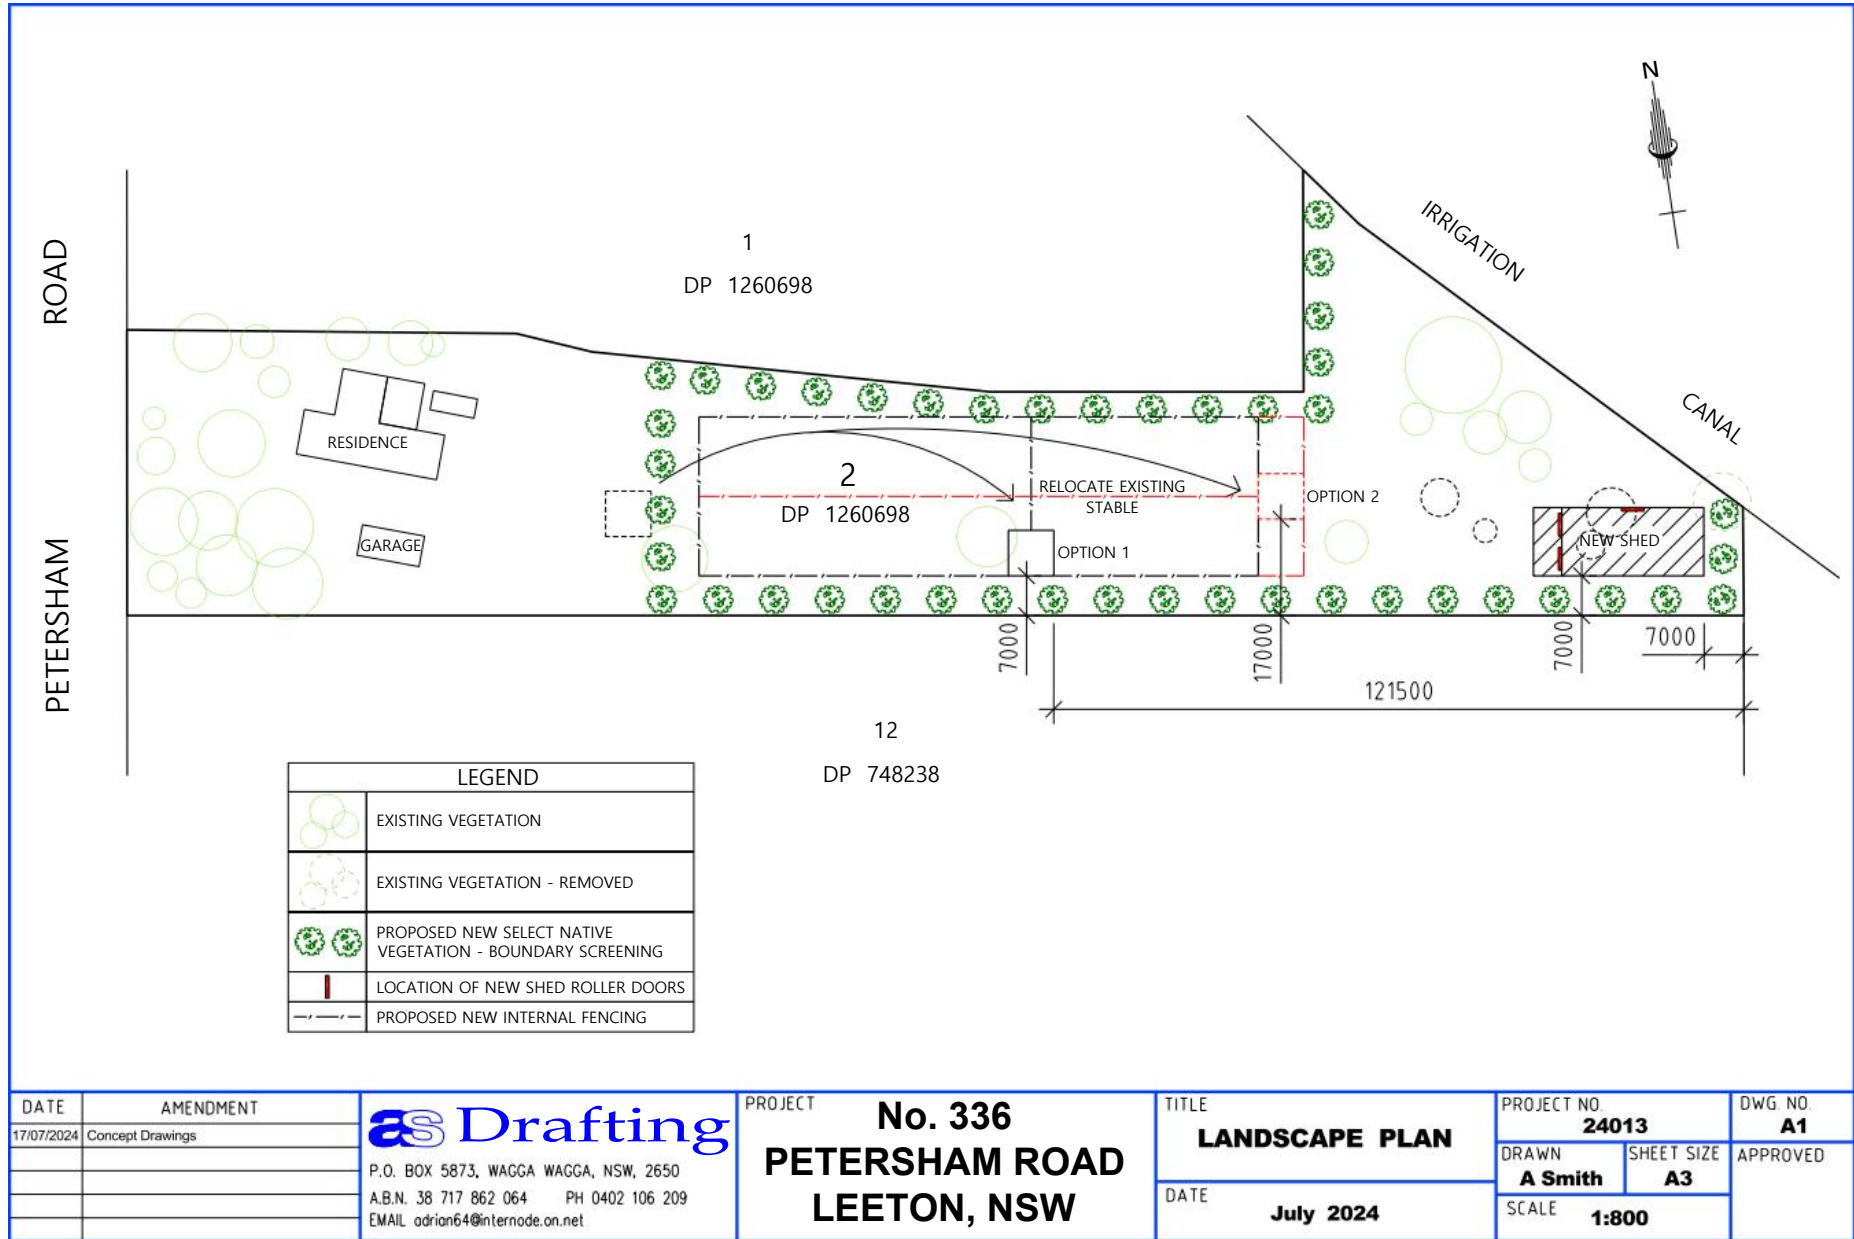 N
ROAD
PETERSHAM
1
DP 1260698
IRRIGATION
CANAL
RESIDENCE
GARAGE
2
DP 1260698
RELOCATE EXISTING
STABLE
OPTION 1
OPTION 2
NEW SHED
7000
17000
7000
7000
121500
12
DP 748238
LEGEND
EXISTING VEGETATION
EXISTING VEGETATION - REMOVED
PROPOSED NEW SELECT NATIVE
VEGETATION - BOUNDARY SCREENING
LOCATION OF NEW SHED ROLLER DOORS
PROPOSED NEW INTERNAL FENCING
DATE
AMENDMENT
17/07/2024
Concept Drawings
as Drafting
P.O. BOX 5873, WAGGA WAGGA, NSW, 2650
A.B.N. 38 717 862 064 PH 0402 106 209
EMAIL adrian64@internode.on.net
PROJECT
No. 336
PETERSHAM ROAD
LEETON, NSW
TITLE
LANDSCAPE PLAN
DATE
July 2024
PROJECT NO.
24013
DWG. NO.
A1
DRAWN
A Smith
SHEET SIZE
A3
APPROVED
SCALE
1:800